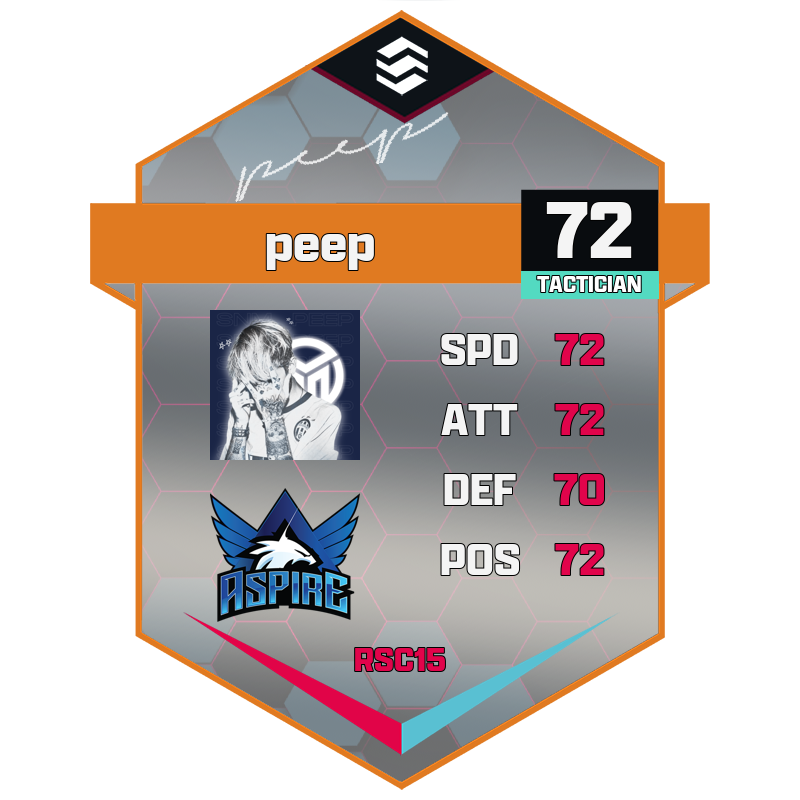 peep
peep
72
TACTICIAN
SPD 72
ATT 72
DEF 70
POS 72
ASPIRE
RSC15